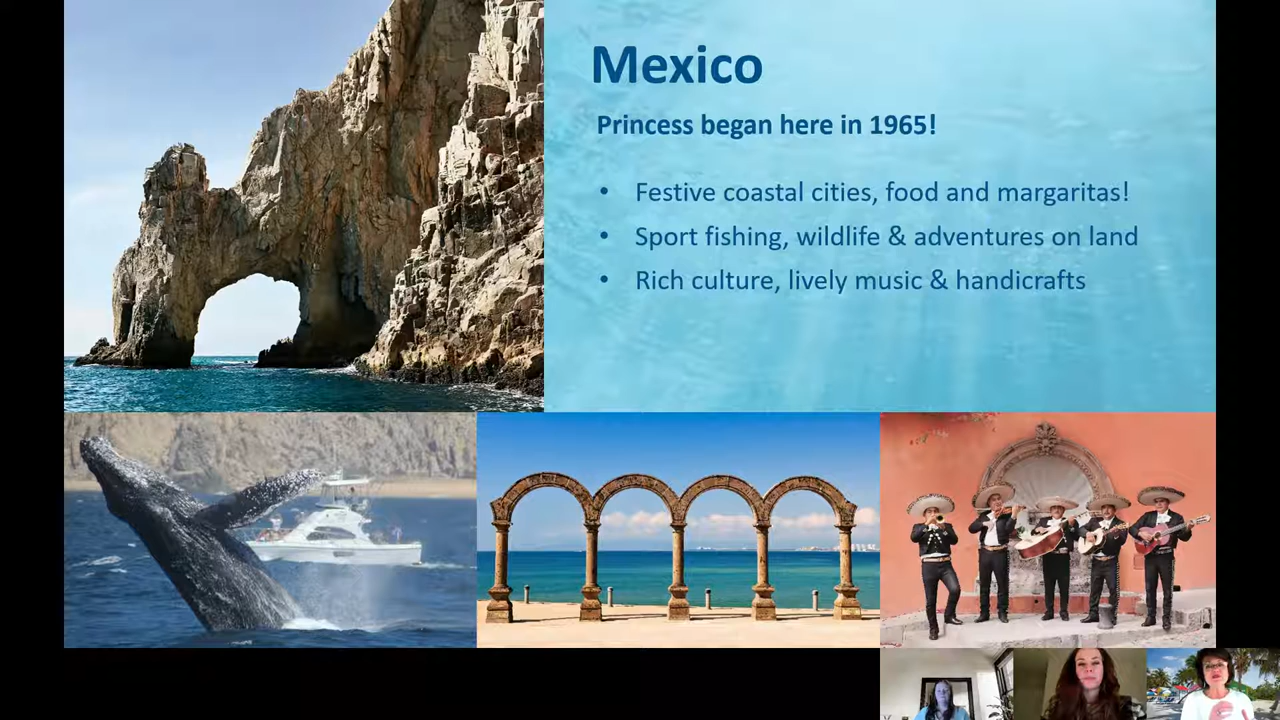 Mexico
Princess began here in 1965!
• Festive coastal cities, food and margaritas!
• Sport fishing, wildlife & adventures on land
• Rich culture, lively music & handicrafts